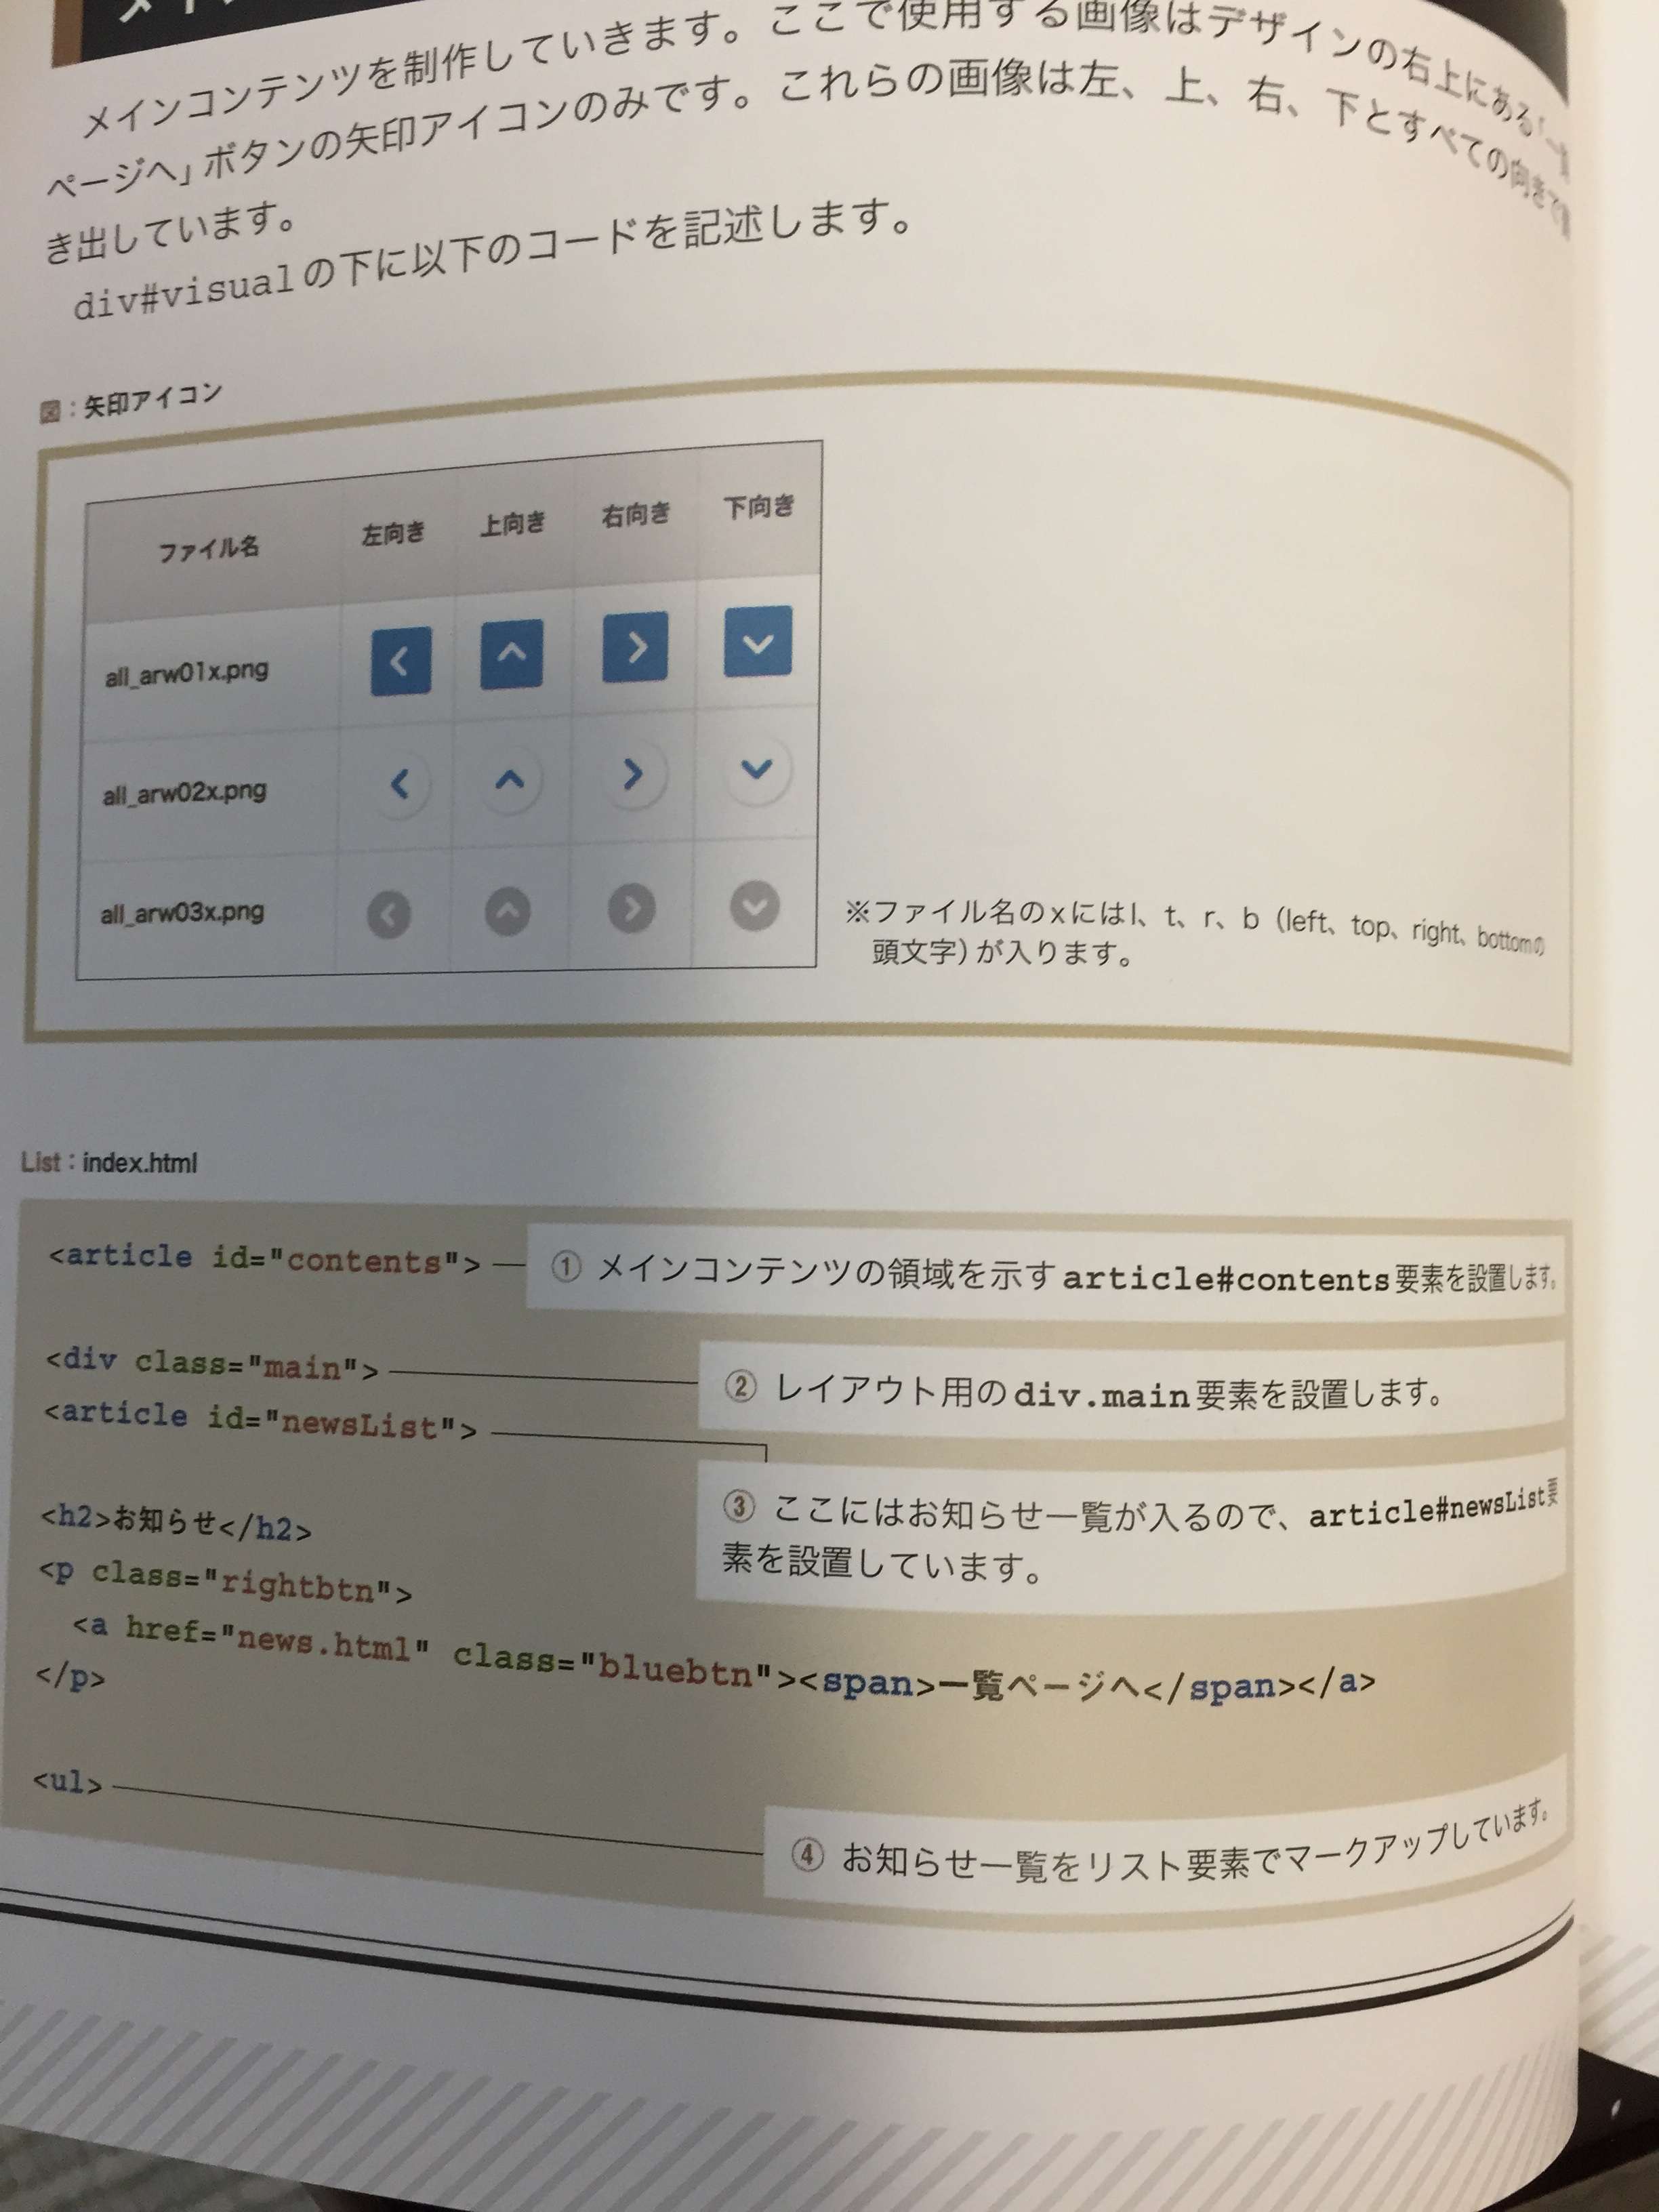 メインコンテンツを制作していきます。ここで使用する画像はデザインの右上にある「一
ページへ」ボタンの矢印アイコンのみです。これらの画像は左、上、右、下とすべての向きで
き出しています。
div#visualの下に以下のコードを記述します。
図：矢印アイコン
ファイル名 左向き 上向き 右向き 下向き
all_arw01x.png
all_arw02x.png
all_arw03x.png
※ファイル名のxにはl、t、r、b（left、top、right、bottomの
頭文字）が入ります。
List：index.html
<article id="contents">
① メインコンテンツの領域を示すarticle#contents要素を設置します。
<div class="main">
② レイアウト用のdiv.main要素を設置します。
<article id="newsList">
③ ここにはお知らせ一覧が入るので、article#newsList要
素を設置しています。
<h2>お知らせ</h2>
<p class="rightbtn">
<a href="news.html" class="bluebtn"><span>一覧ページへ</span></a>
</p>
<ul>
④ お知らせ一覧をリスト要素でマークアップしています。